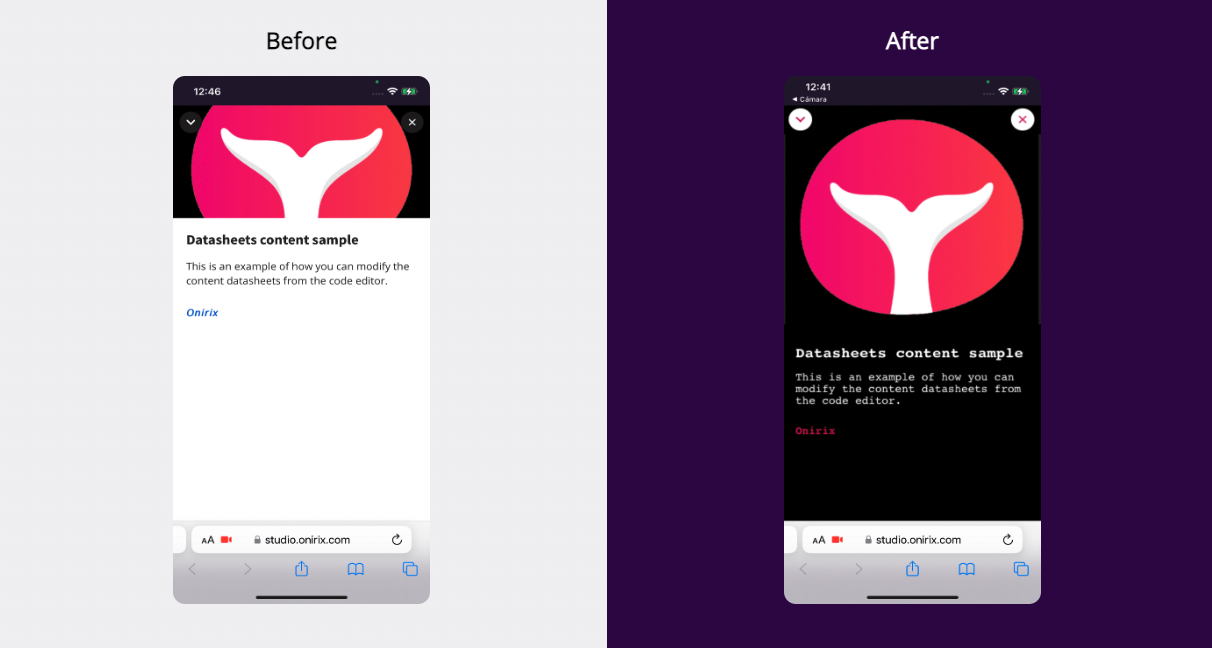 Before
12:46
Datasheets content sample
This is an example of how you can modify the
content datasheets from the code editor.
Onirix
AA studio.onirix.com
After
12:41
◄ Cámara
Datasheets content sample
This is an example of how you can
modify the content datasheets from
the code editor.
Onirix
AA studio.onirix.com